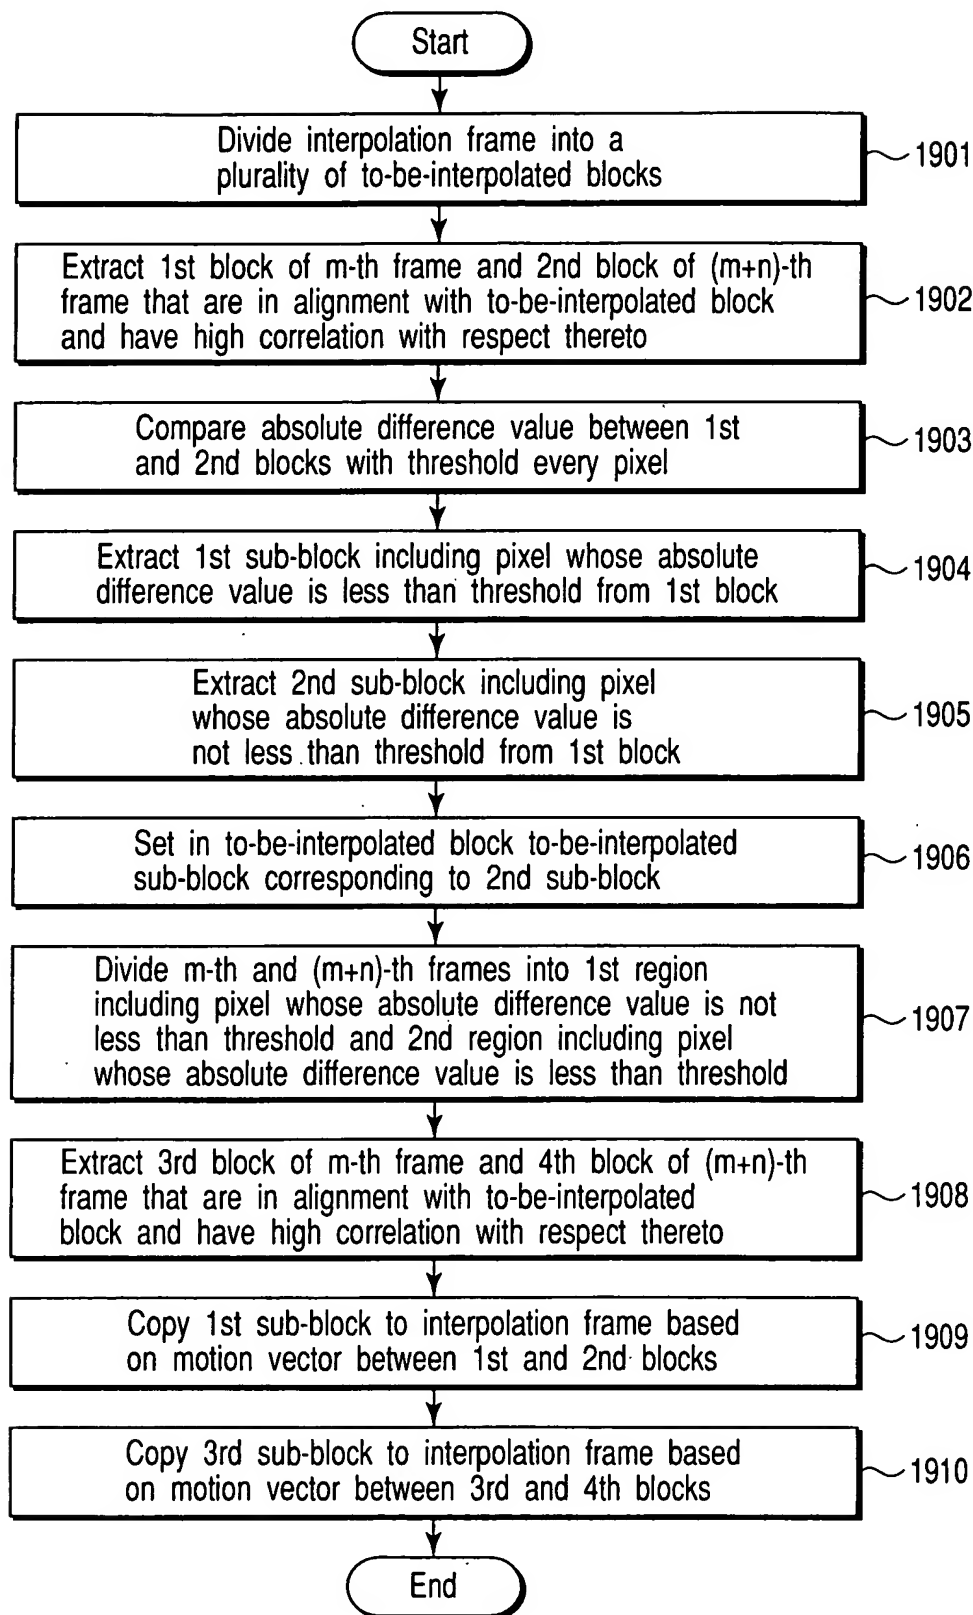 Start
Divide interpolation frame into a
plurality of to-be-interpolated blocks
1901
Extract 1st block of m-th frame and 2nd block of (m+n)-th
frame that are in alignment with to-be-interpolated block
and have high correlation with respect thereto
1902
Compare absolute difference value between 1st
and 2nd blocks with threshold every pixel
1903
Extract 1st sub-block including pixel whose absolute
difference value is less than threshold from 1st block
1904
Extract 2nd sub-block including pixel
whose absolute difference value is
not less than threshold from 1st block
1905
Set in to-be-interpolated block to-be-interpolated
sub-block corresponding to 2nd sub-block
1906
Divide m-th and (m+n)-th frames into 1st region
including pixel whose absolute difference value is not
less than threshold and 2nd region including pixel
whose absolute difference value is less than threshold
1907
Extract 3rd block of m-th frame and 4th block of (m+n)-th
frame that are in alignment with to-be-interpolated
block and have high correlation with respect thereto
1908
Copy 1st sub-block to interpolation frame based
on motion vector between 1st and 2nd blocks
1909
Copy 3rd sub-block to interpolation frame based
on motion vector between 3rd and 4th blocks
1910
End